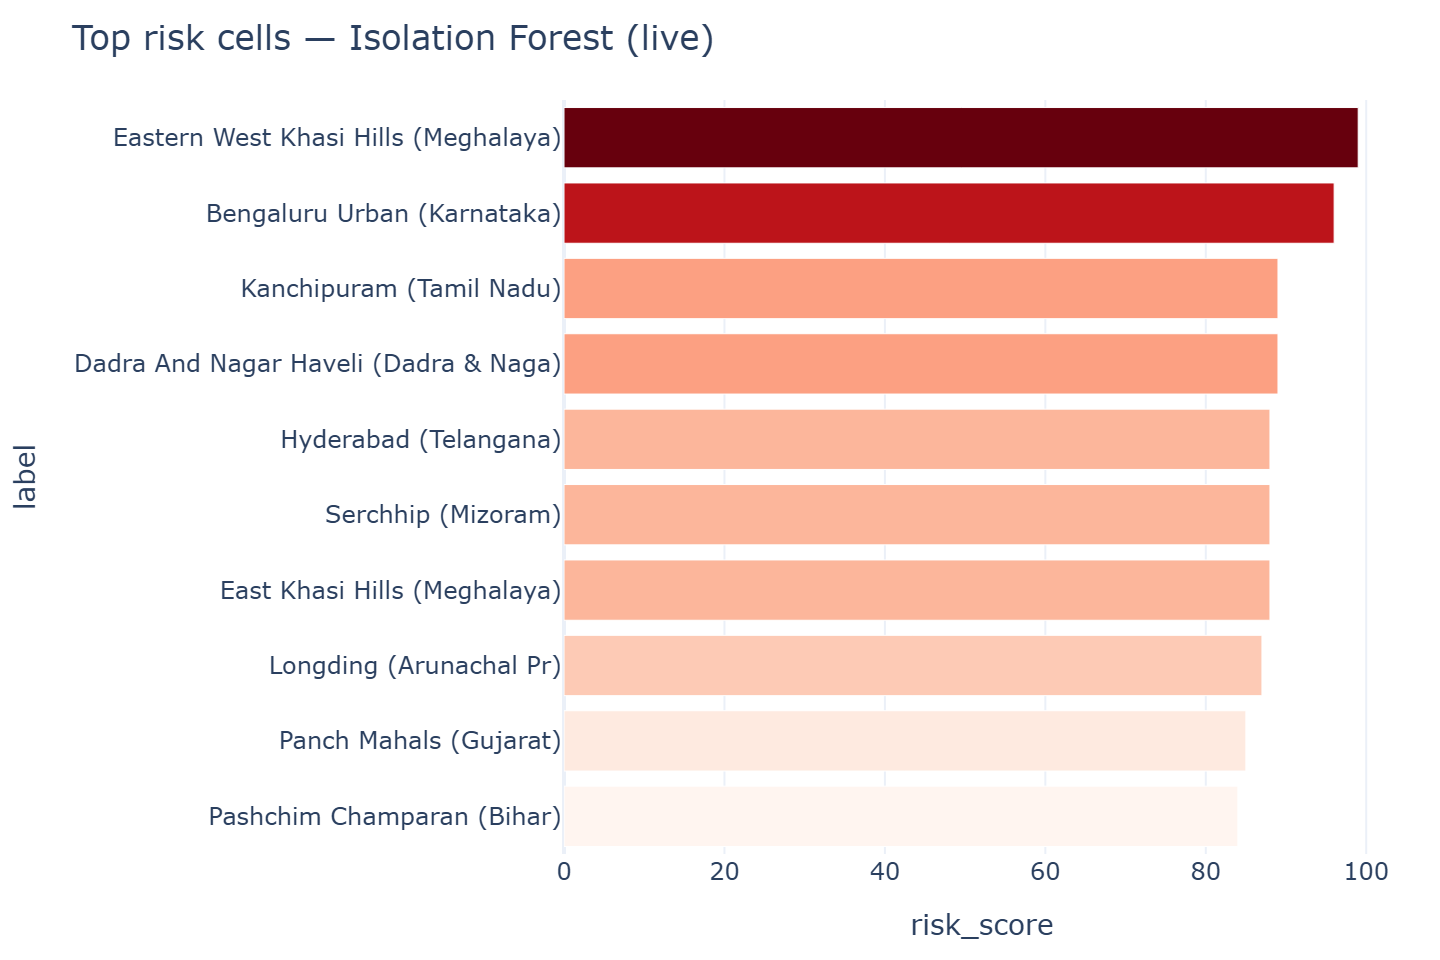 Top risk cells — Isolation Forest (live)
Eastern West Khasi Hills (Meghalaya)
Bengaluru Urban (Karnataka)
Kanchipuram (Tamil Nadu)
Dadra And Nagar Haveli (Dadra & Naga)
Hyderabad (Telangana)
Serchhip (Mizoram)
East Khasi Hills (Meghalaya)
Longding (Arunachal Pr)
Panch Mahals (Gujarat)
Pashchim Champaran (Bihar)
label
0 20 40 60 80 100
risk_score